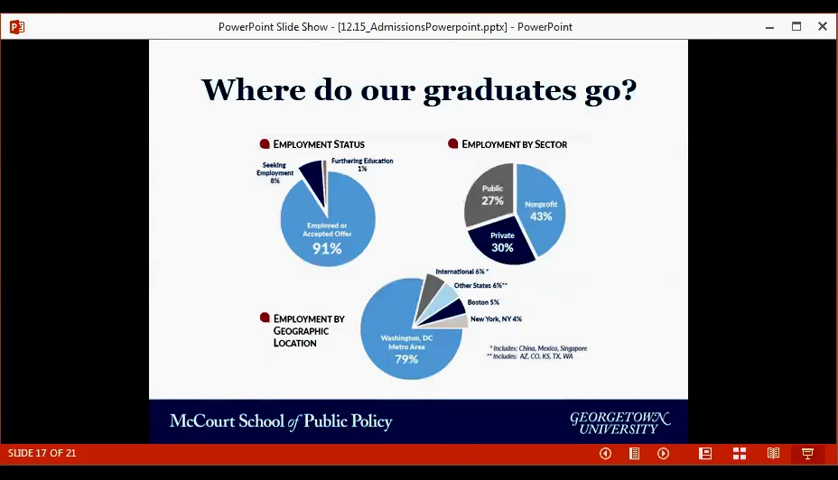 PowerPoint Slide Show - [12.15_AdmissionsPowerpoint.pptx] - PowerPoint
Where do our graduates go?
EMPLOYMENT STATUS
Seeking
Employment
8%
Furthering Education
1%
Employed or
Accepted Offer
91%
EMPLOYMENT BY SECTOR
Public
27%
Nonprofit
43%
Private
30%
EMPLOYMENT BY
GEOGRAPHIC
LOCATION
International 6% *
Other States 6%**
Boston 5%
New York, NY 4%
Washington, DC
Metro Area
79%
* Includes: China, Mexico, Singapore
** Includes: AZ, CO, KS, TX, WA
McCourt School of Public Policy
GEORGETOWN
UNIVERSITY
SLIDE 17 OF 21